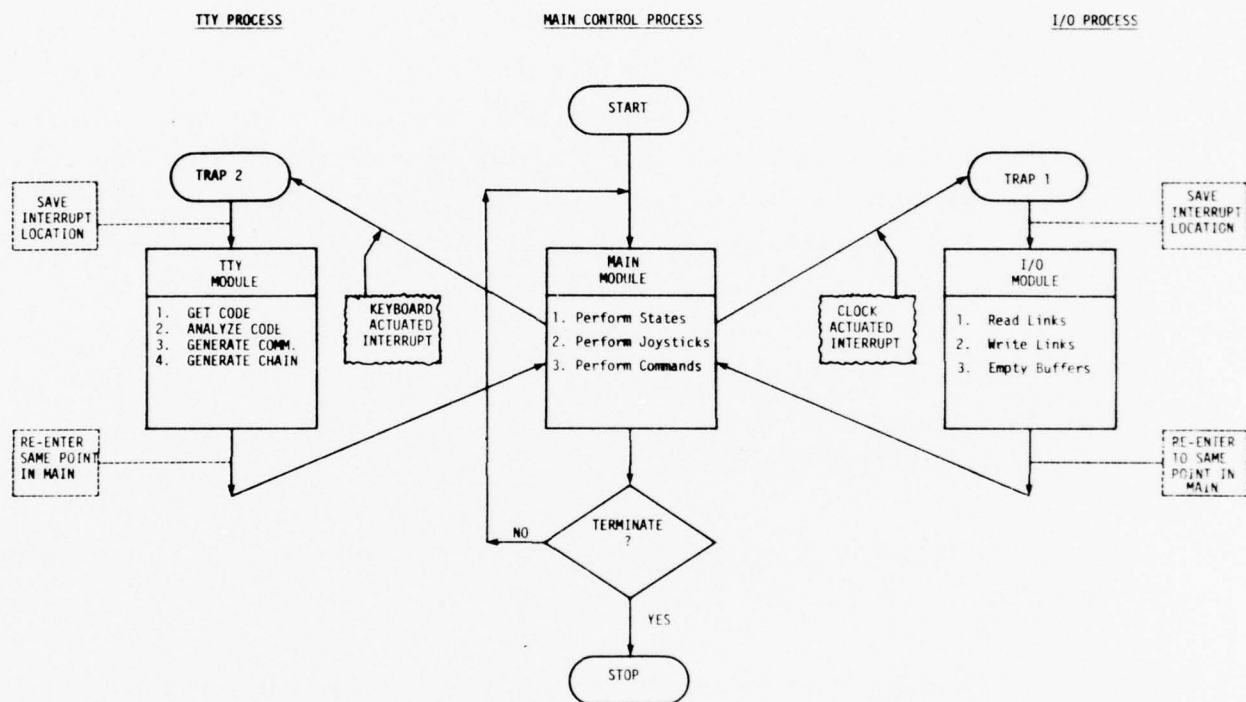 TTY PROCESS
MAIN CONTROL PROCESS
I/O PROCESS
START
TRAP 2
TRAP 1
SAVE
INTERRUPT
LOCATION
SAVE
INTERRUPT
LOCATION
TTY
MODULE
1. GET CODE
2. ANALYZE CODE
3. GENERATE COMM.
4. GENERATE CHAIN
KEYBOARD
ACTUATED
INTERRUPT
MAIN
MODULE
1. Perform States
2. Perform Joysticks
3. Perform Commands
CLOCK
ACTUATED
INTERRUPT
I/O
MODULE
1. Read Links
2. Write Links
3. Empty Buffers
RE-ENTER
SAME POINT
IN MAIN
RE-ENTER
TO SAME
POINT IN
MAIN
TERMINATE
?
NO
YES
STOP